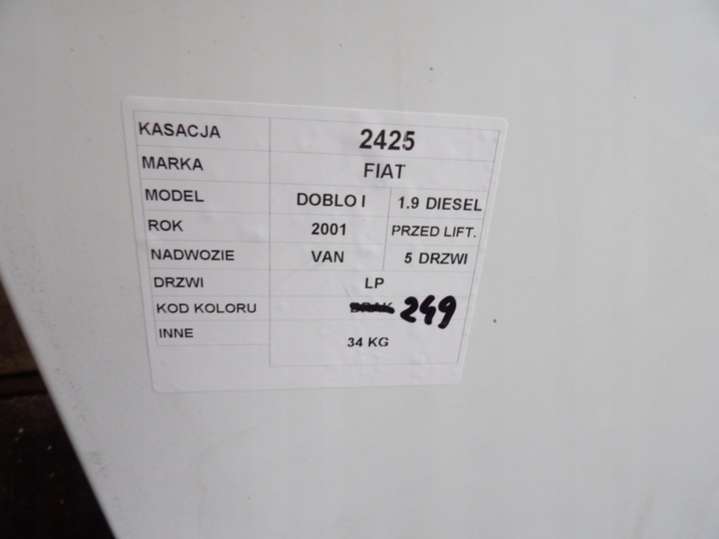 KASACJA 2425
MARKA FIAT
MODEL DOBLO I 1.9 DIESEL
ROK 2001 PRZED LIFT.
NADWOZIE VAN 5 DRZWI
DRZWI LP
KOD KOLORU 249
INNE 34 KG